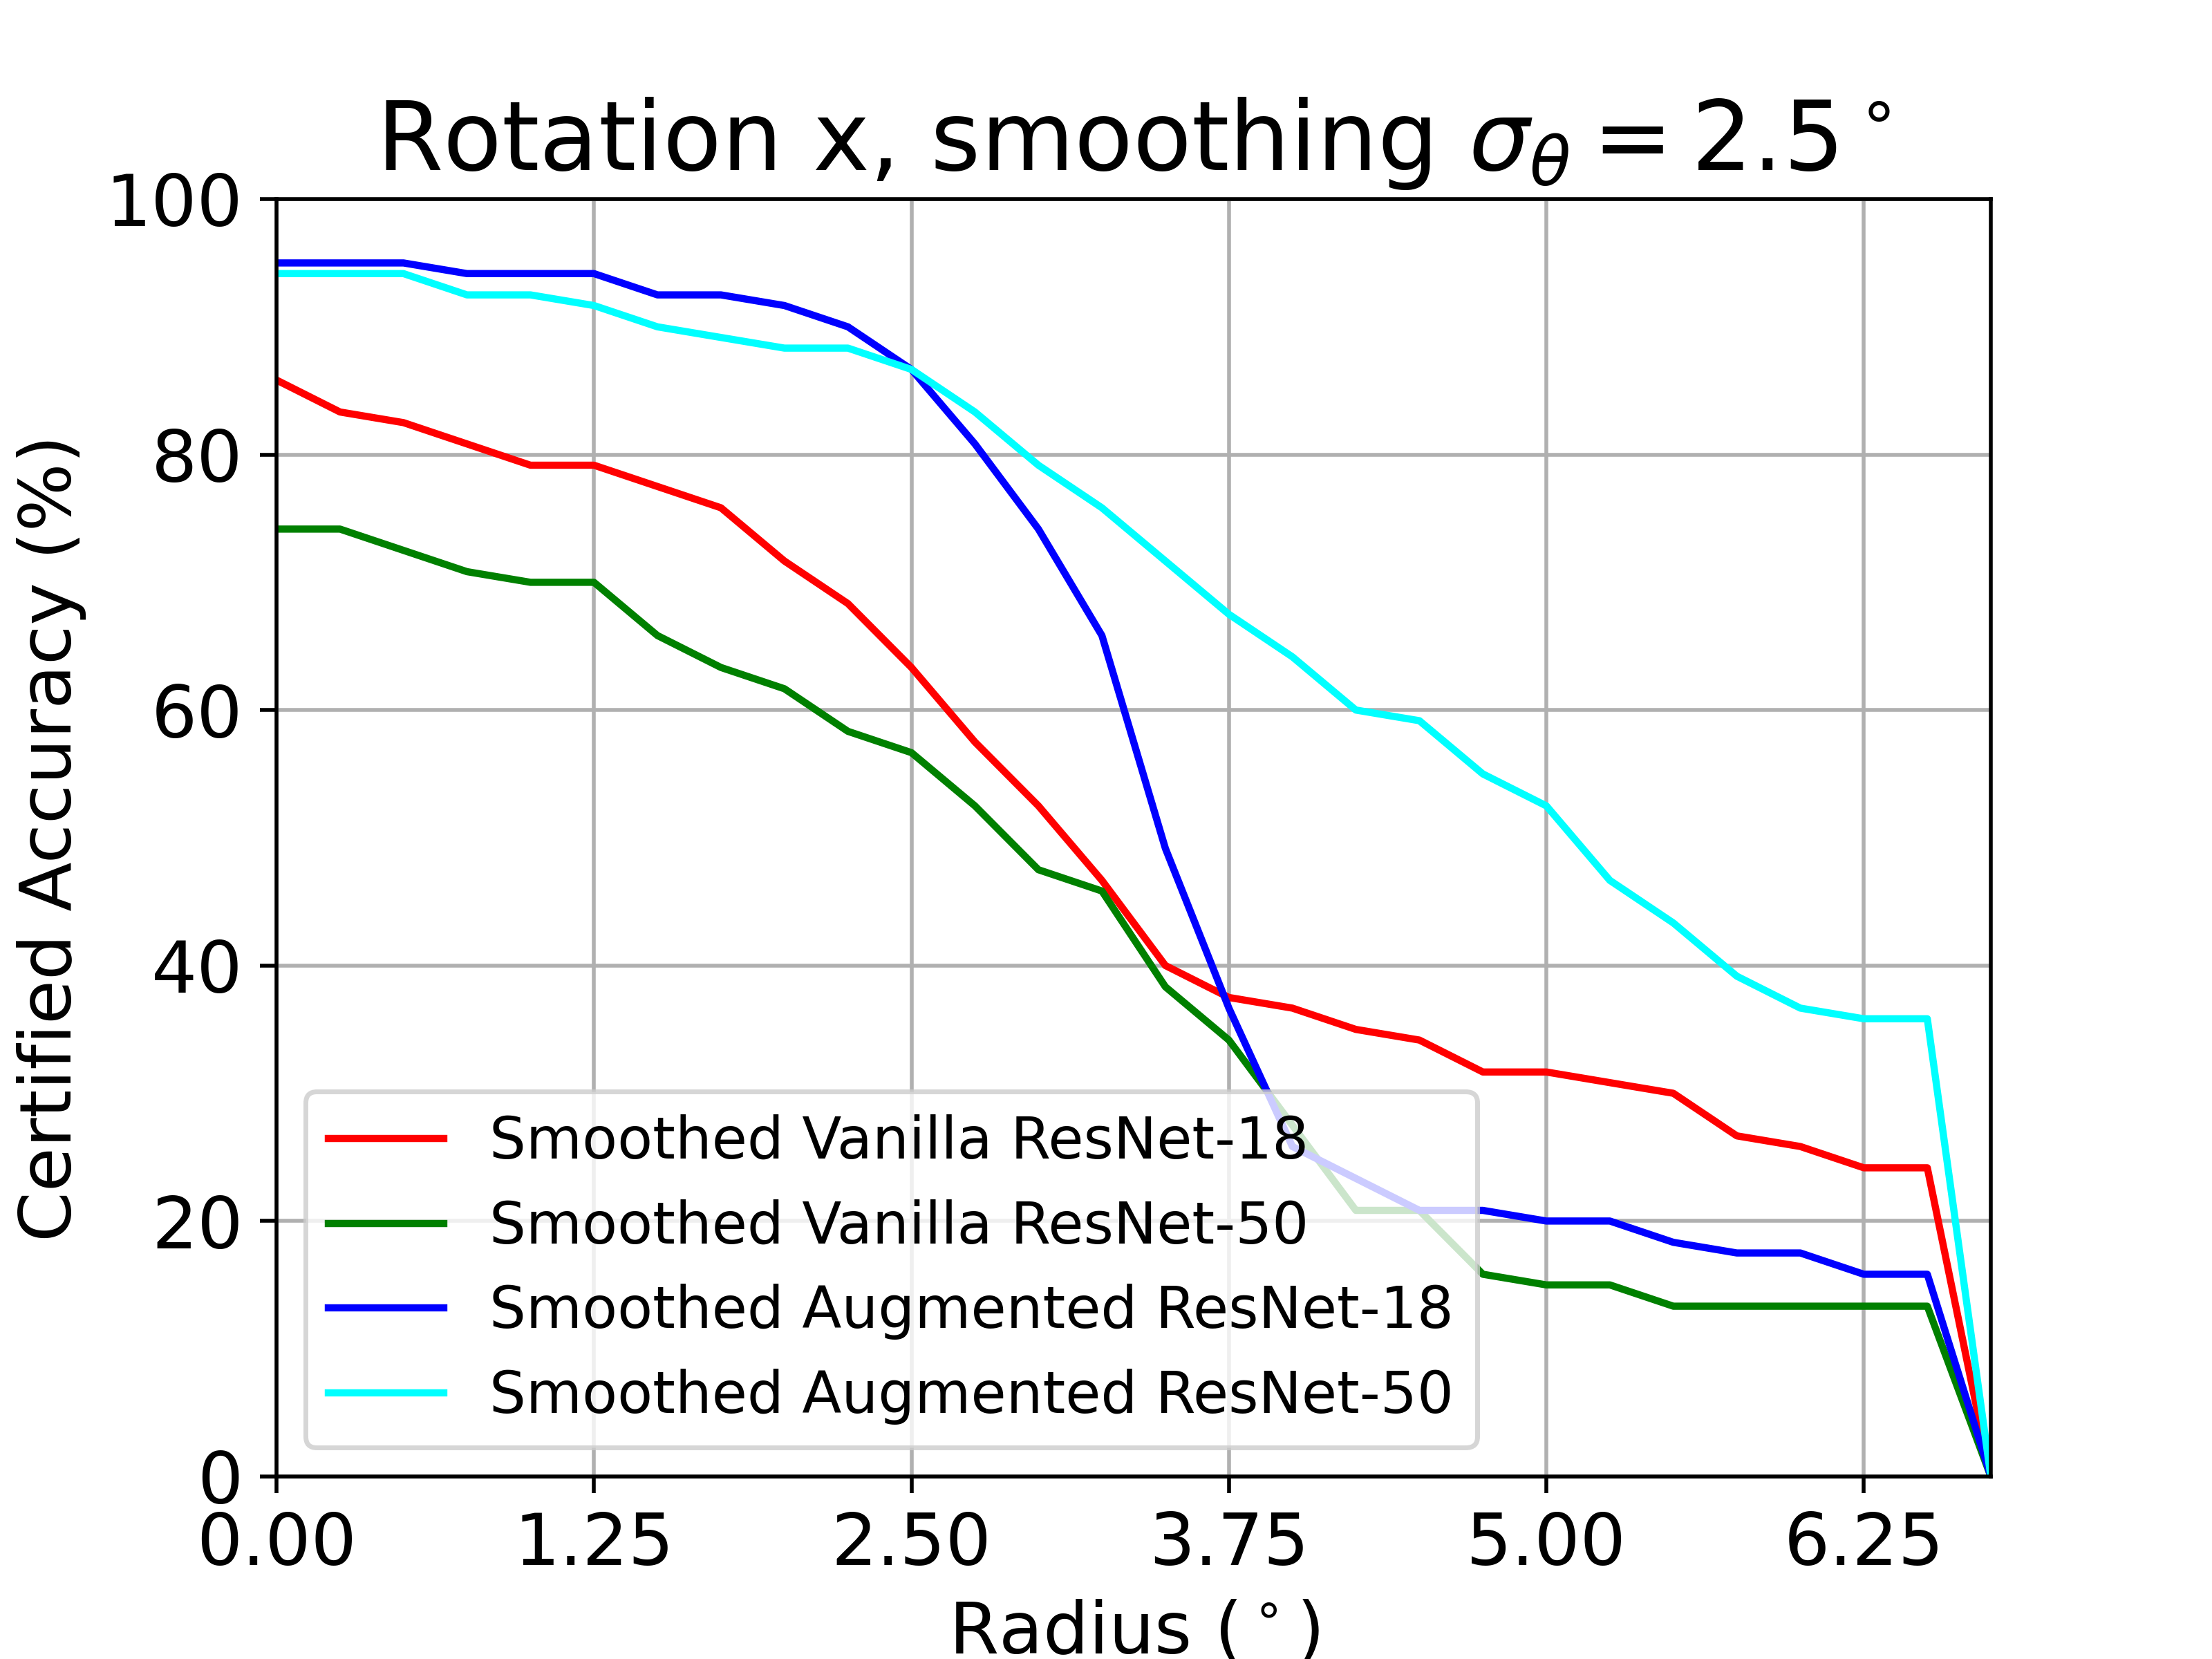 Rotation x, smoothing σ_θ = 2.5°
100
80
60
40
20
0
Certified Accuracy (%)
Smoothed Vanilla ResNet-18
Smoothed Vanilla ResNet-50
Smoothed Augmented ResNet-18
Smoothed Augmented ResNet-50
0.00 1.25 2.50 3.75 5.00 6.25
Radius (°)